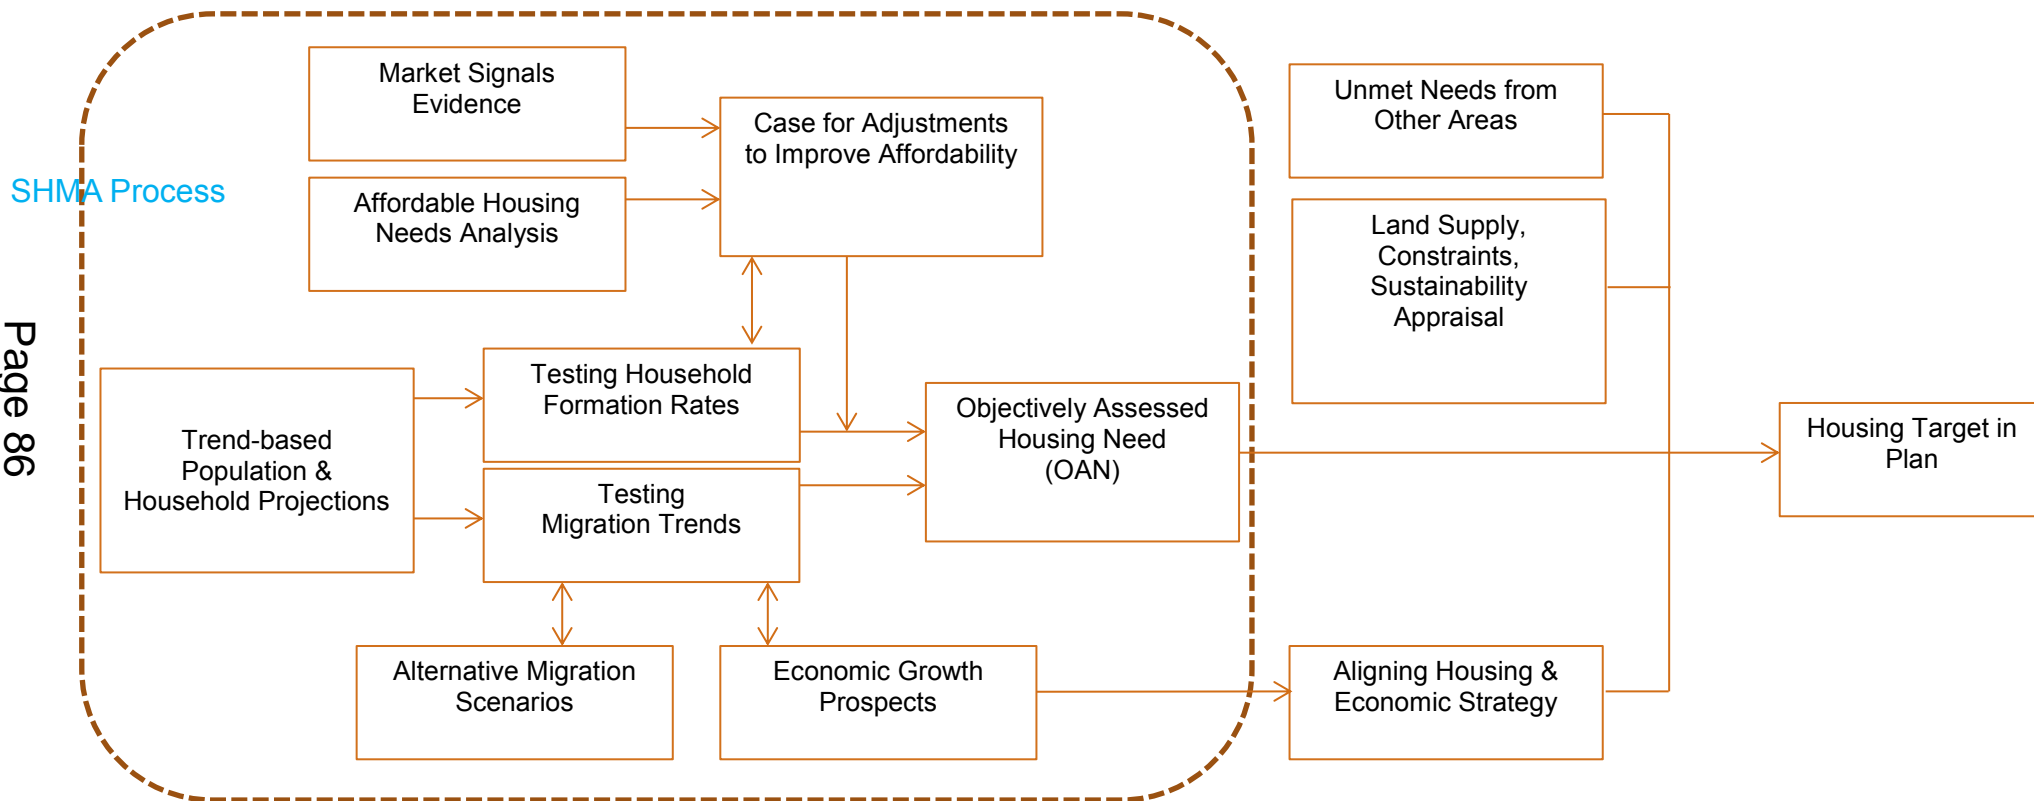 Market Signals
Evidence
Case for Adjustments
to Improve Affordability
Unmet Needs from
Other Areas
SHMA Process
Affordable Housing
Needs Analysis
Land Supply,
Constraints,
Sustainability
Appraisal
Page 86
Trend-based
Population &
Household Projections
Testing Household
Formation Rates
Testing
Migration Trends
Objectively Assessed
Housing Need
(OAN)
Housing Target in
Plan
Alternative Migration
Scenarios
Economic Growth
Prospects
Aligning Housing &
Economic Strategy